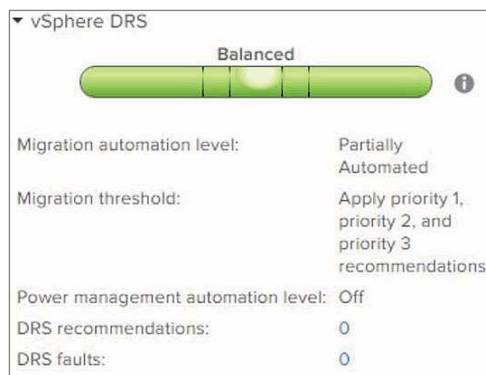 vSphere DRS
Balanced
Migration automation level: Partially
Automated
Migration threshold: Apply priority 1,
priority 2, and
priority 3
recommendations
Power management automation level: Off
DRS recommendations: 0
DRS faults: 0